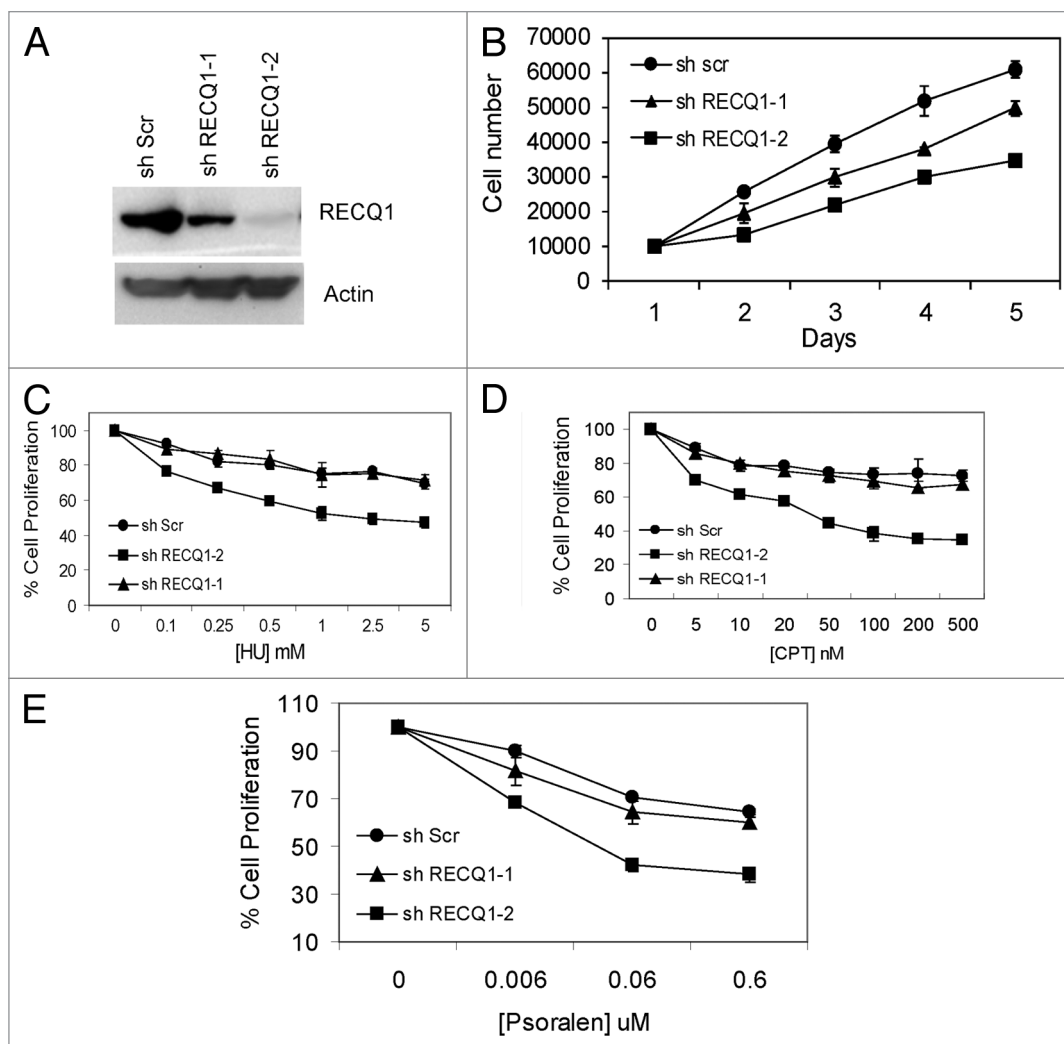 A
sh Scr
sh RECQ1-1
sh RECQ1-2
RECQ1
Actin
B
Cell number
70000
60000
50000
40000
30000
20000
10000
0
sh scr
sh RECQ1-1
sh RECQ1-2
1 2 3 4 5
Days
C
% Cell Proliferation
100
80
60
40
20
0
sh Scr
sh RECQ1-2
sh RECQ1-1
0 0.1 0.25 0.5 1 2.5 5
[HU] mM
D
% Cell Proliferation
100
80
60
40
20
0
sh Scr
sh RECQ1-2
sh RECQ1-1
0 5 10 20 50 100 200 500
[CPT] nM
E
% Cell Proliferation
110
90
70
50
30
10
sh Scr
sh RECQ1-1
sh RECQ1-2
0 0.006 0.06 0.6
[Psoralen] uM